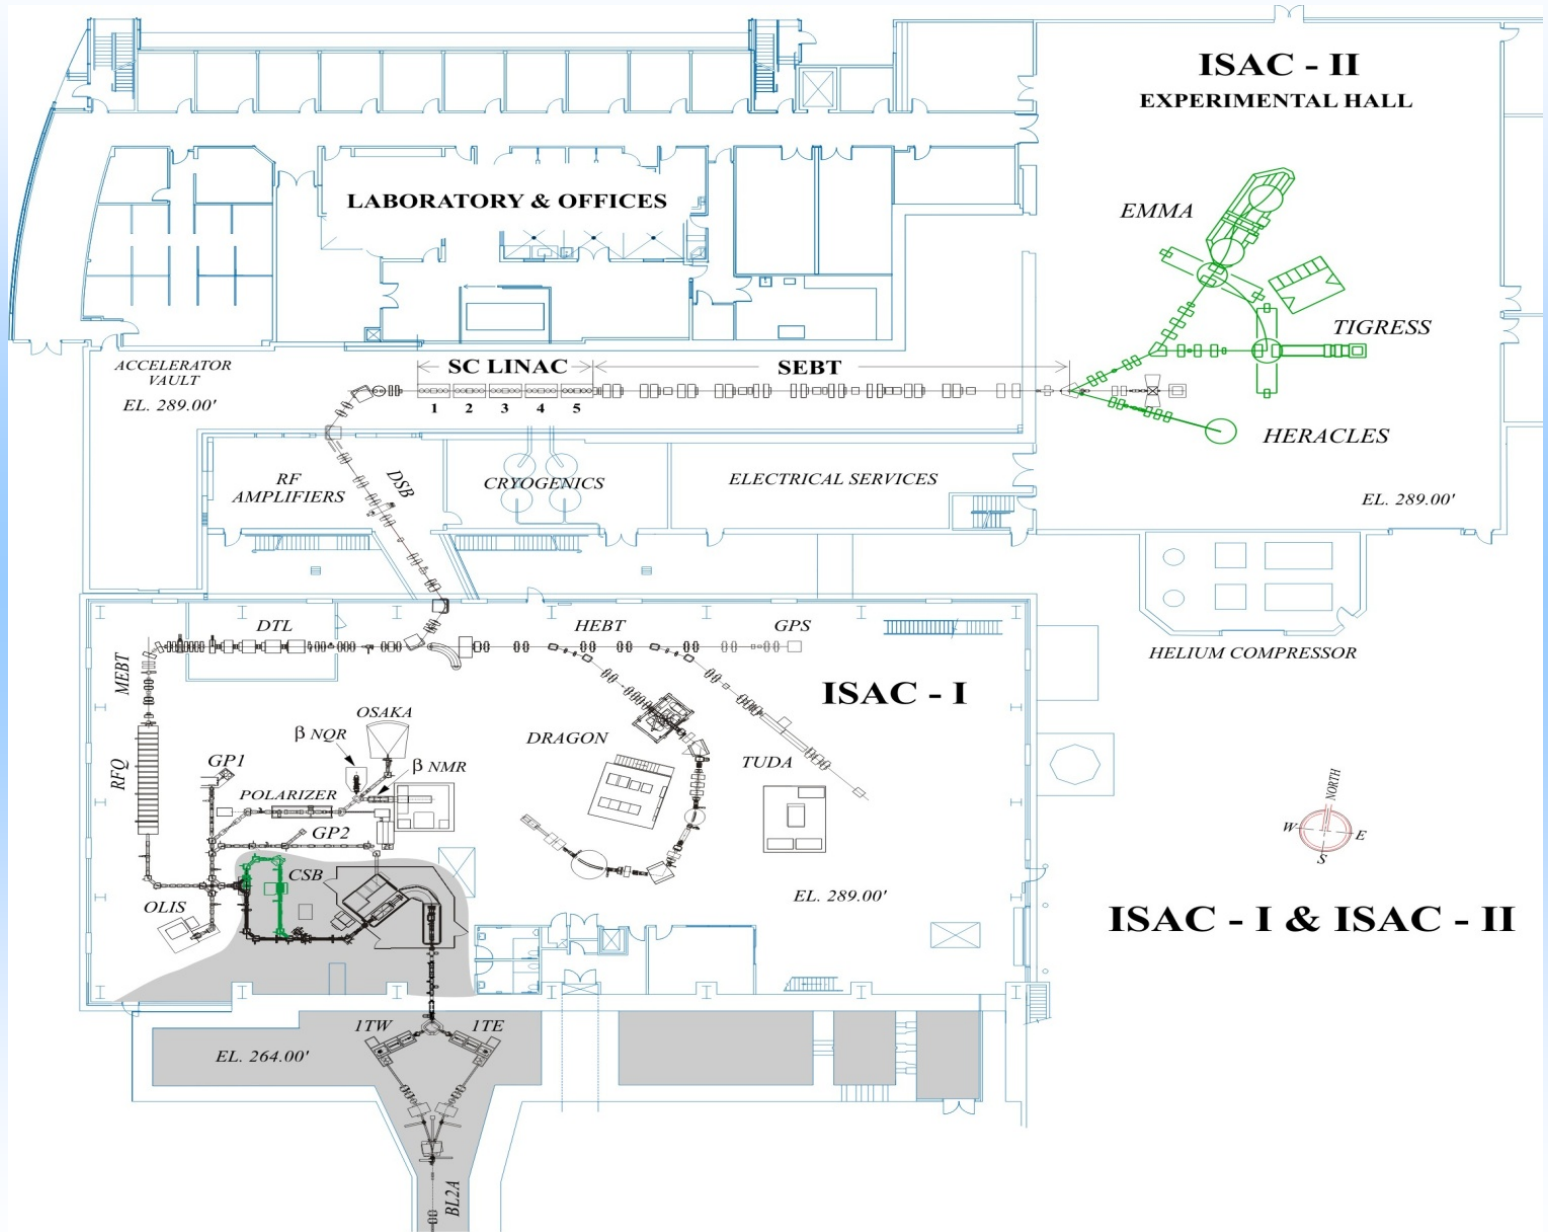 ISAC - II
EXPERIMENTAL HALL
LABORATORY & OFFICES
EMMA
TIGRESS
ACCELERATOR
VAULT
EL. 289.00'
SC LINAC
SEBT
1 2 3 4 5
HERACLES
RF
AMPLIFIERS
DSB
CRYOGENICS
ELECTRICAL SERVICES
EL. 289.00'
DTL
HEBT
GPS
HELIUM COMPRESSOR
MEBT
ISAC - I
OSAKA
β NQR
DRAGON
RFQ
GP1
β NMR
TUDA
POLARIZER
NORTH
GP2
W
E
S
CSB
OLIS
EL. 289.00'
ISAC - I & ISAC - II
1TW
1TE
EL. 264.00'
BL2A